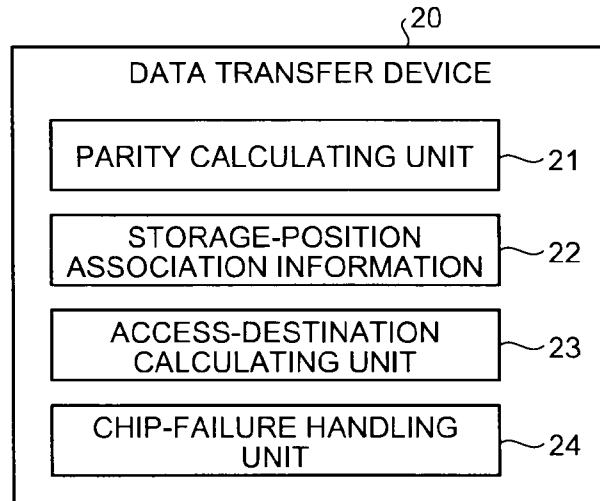 20
DATA TRANSFER DEVICE
PARITY CALCULATING UNIT
21
STORAGE-POSITION
ASSOCIATION INFORMATION
22
ACCESS-DESTINATION
CALCULATING UNIT
23
CHIP-FAILURE HANDLING
UNIT
24